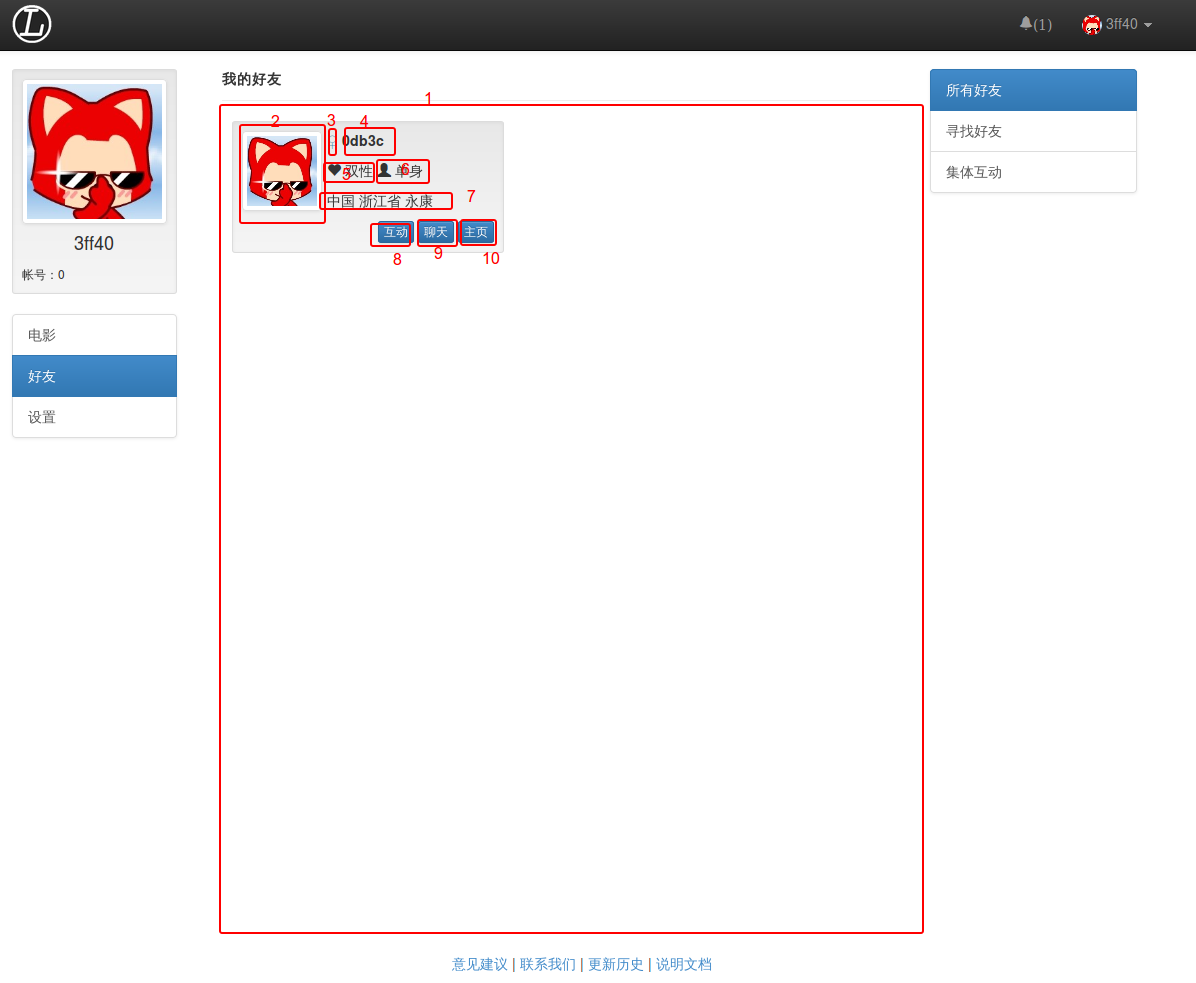 L
(1)
3ff40
我的好友
3ff40
帐号：0
电影
好友
设置
1
2
3
4
0db3c
5
双性
6
单身
7
中国 浙江省 永康
互动
聊天
主页
8
9
10
所有好友
寻找好友
集体互动
意见建议 | 联系我们 | 更新历史 | 说明文档